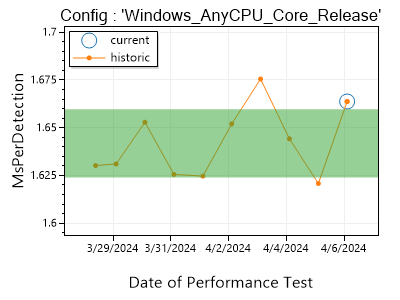 Config : 'Windows_AnyCPU_Core_Release'
current
historic
MsPerDetection
1.7
1.675
1.65
1.625
1.6
3/29/2024 3/31/2024 4/2/2024 4/4/2024 4/6/2024
Date of Performance Test